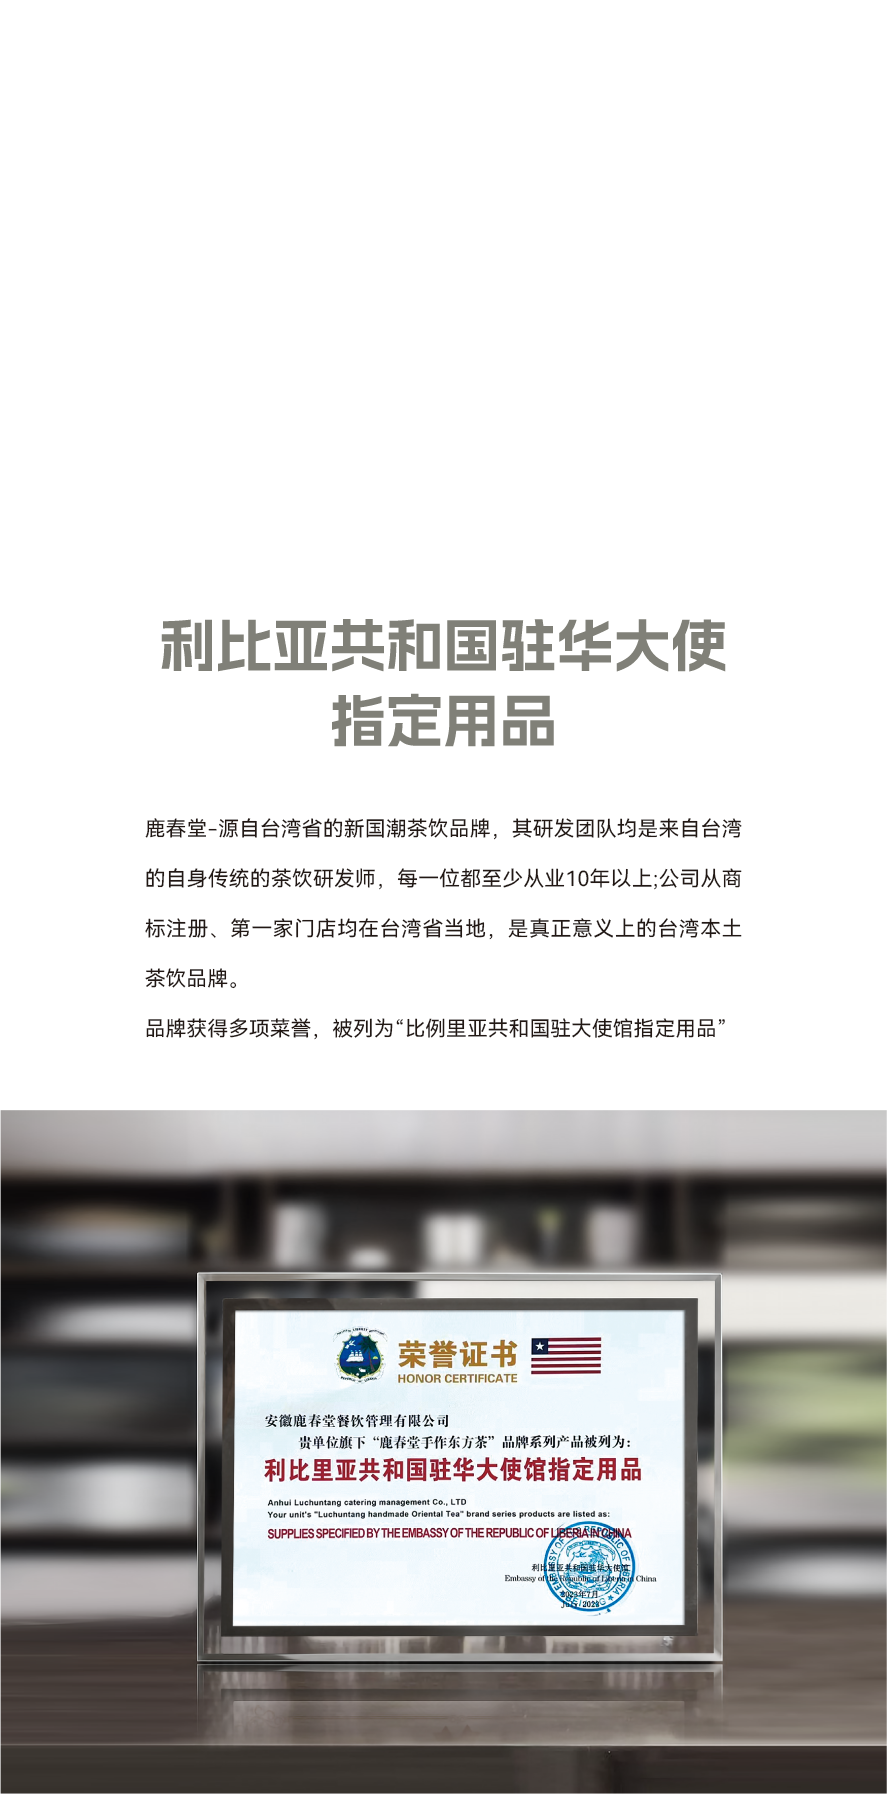 利比亚共和国驻华大使
指定用品
鹿春堂-源自台湾省的新国潮茶饮品牌，其研发团队均是来自台湾
的自身传统的茶饮研发师，每一位都至少从业10年以上;公司从商
标注册、第一家门店均在台湾省当地，是真正意义上的台湾本土
茶饮品牌。
品牌获得多项菜誉，被列为“比例里亚共和国驻大使馆指定用品”
荣誉证书
HONOR CERTIFICATE
安徽鹿春堂餐饮管理有限公司
贵单位旗下“鹿春堂手作东方茶”品牌系列产品被列为：
利比里亚共和国驻华大使馆指定用品
Anhui Luchuntang catering management Co., LTD
Your unit's "Luchuntang handmade Oriental Tea" brand series products are listed as:
SUPPLIES SPECIFIED BY THE EMBASSY OF THE REPUBLIC OF LIBERIA IN CHINA
利比里亚共和国驻华大使馆
Embassy of the Republic of Liberia in China
2023年7月